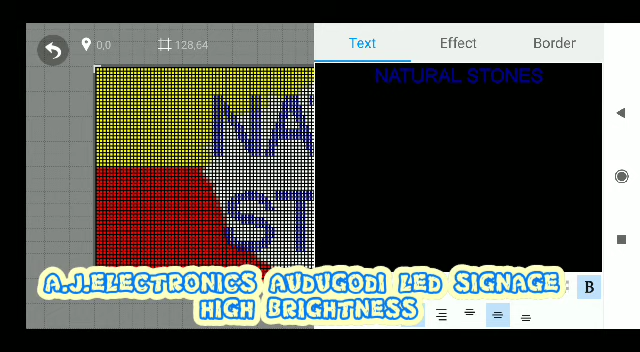 0,0 128,64 Text Effect Border
NATURAL STONES
NA
ST
A.J.ELECTRONICS AUDUGODI LED SIGNAGE
HIGH BRIGHTNESS
B